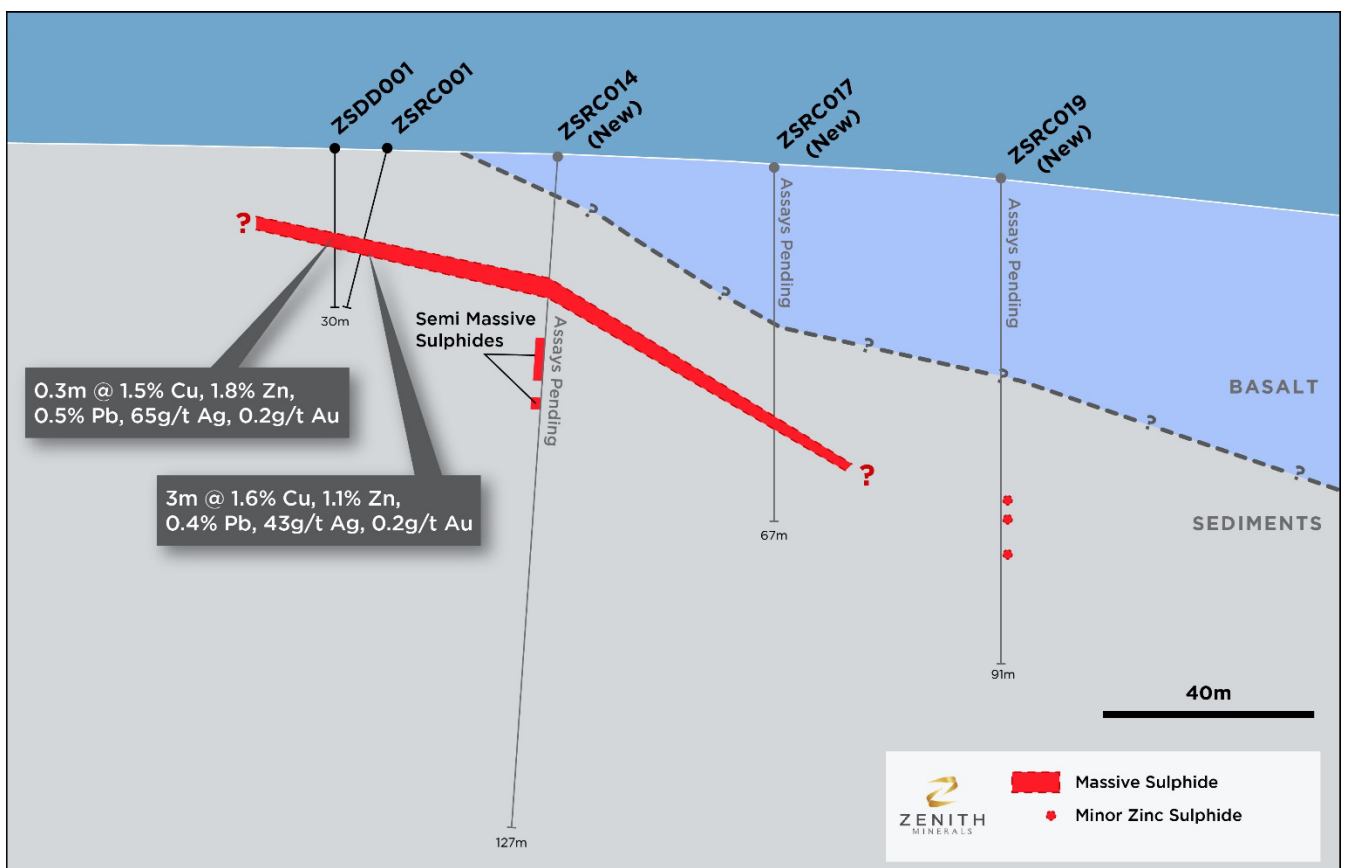 ZSDD001
ZSRC001
ZSRC014
(New)
ZSRC017
(New)
ZSRC019
(New)
Assays Pending
Assays Pending
?
?
?
?
?
?
?
?
30m
Semi Massive
Sulphides
Assays Pending
0.3m @ 1.5% Cu, 1.8% Zn,
0.5% Pb, 65g/t Ag, 0.2g/t Au
BASALT
?
3m @ 1.6% Cu, 1.1% Zn,
0.4% Pb, 43g/t Ag, 0.2g/t Au
SEDIMENTS
67m
91m
40m
127m
ZENITH
MINERALS
Massive Sulphide
Minor Zinc Sulphide